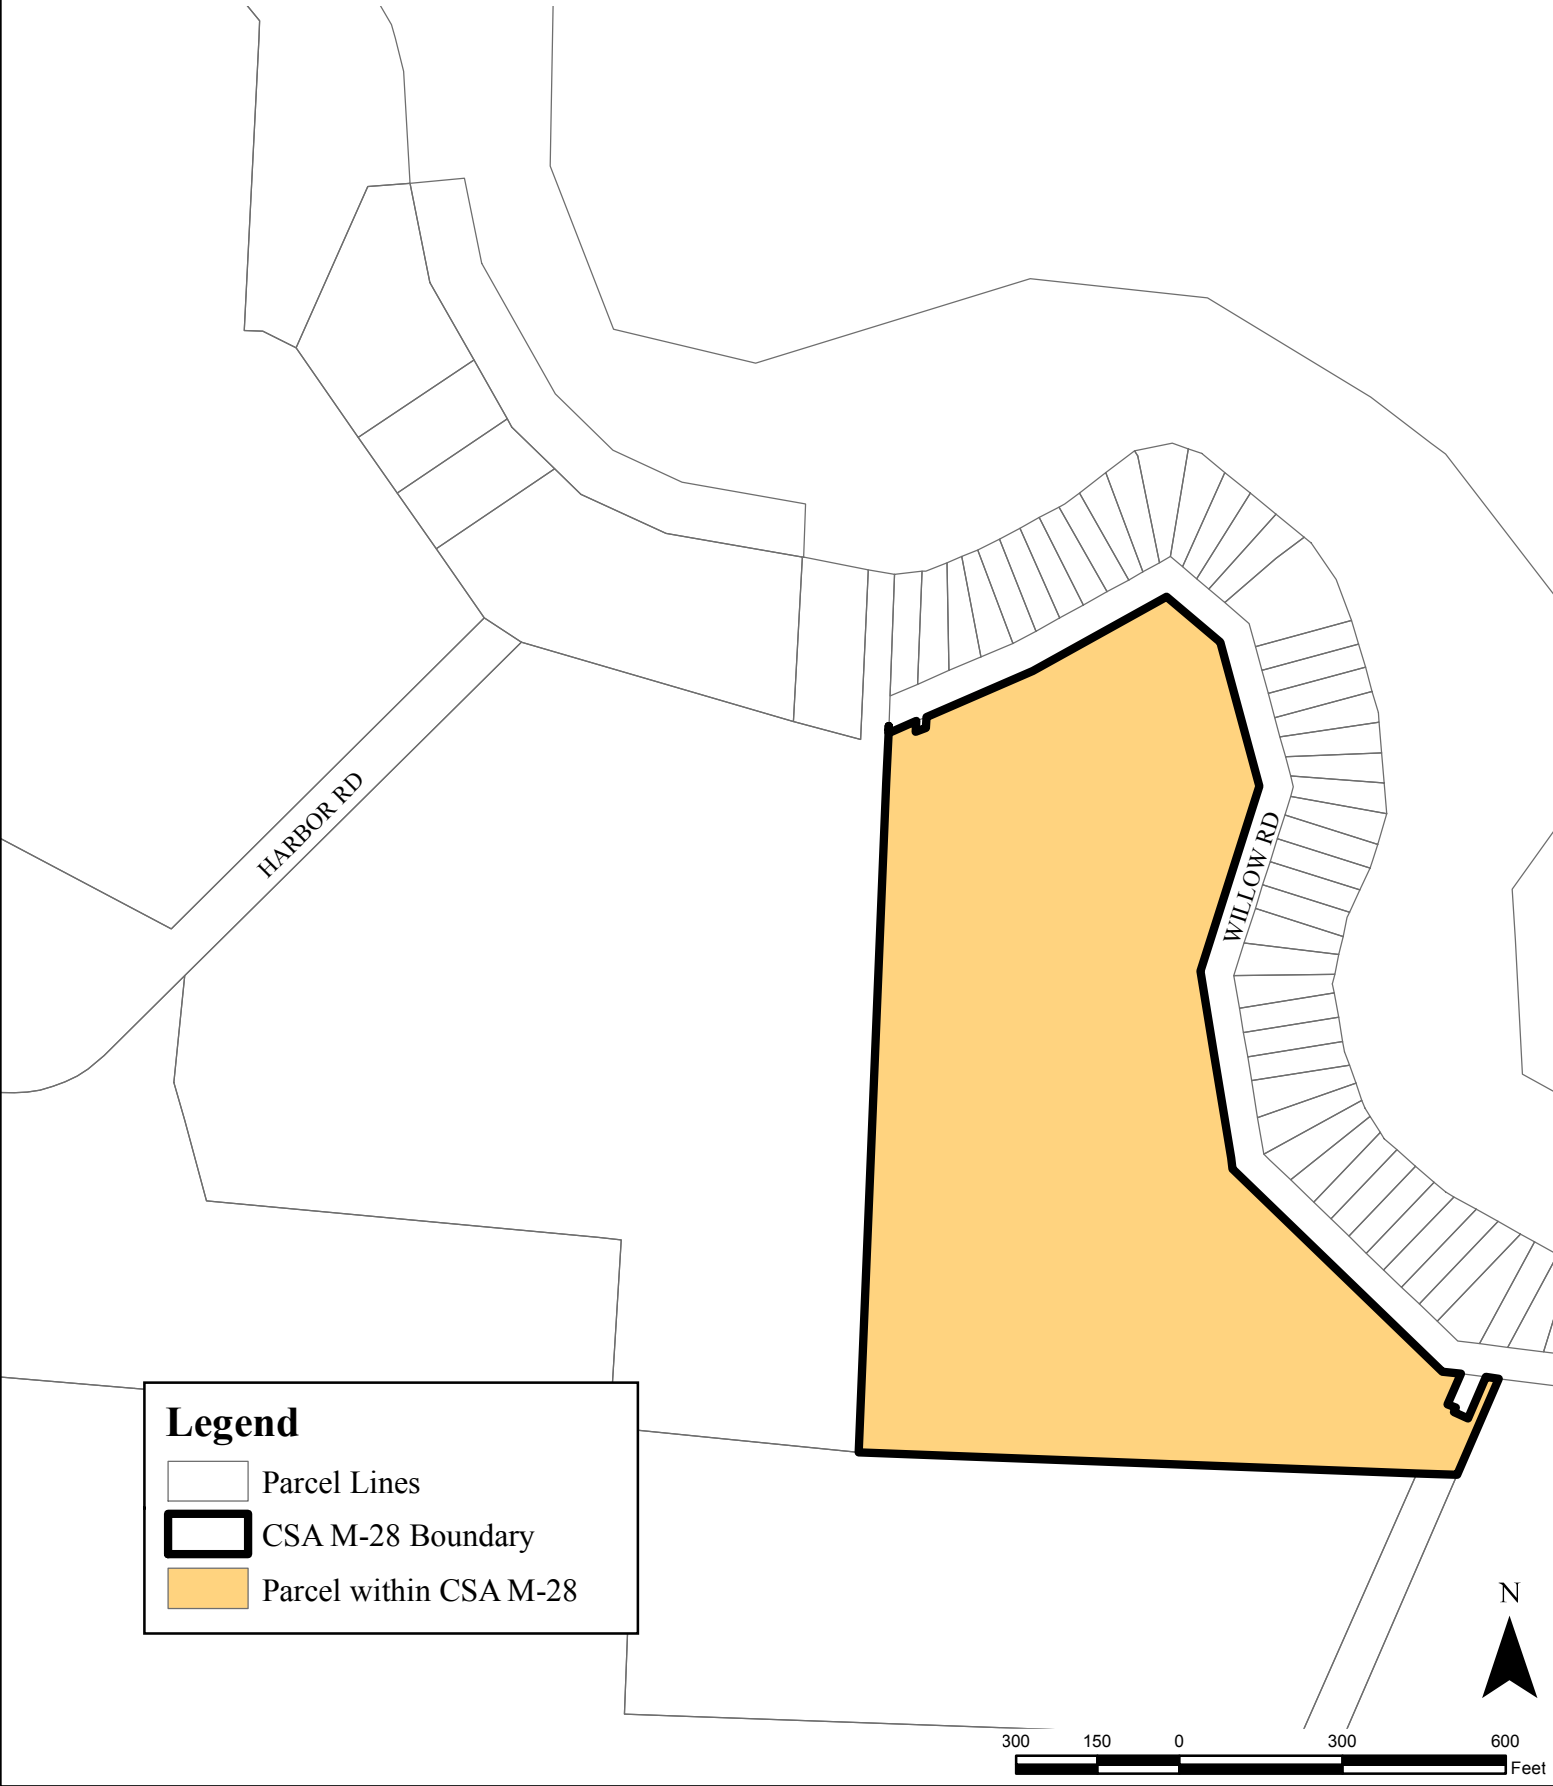 HARBOR RD
WILLOW RD
Legend
Parcel Lines
CSA M-28 Boundary
Parcel within CSA M-28
N
300 150 0 300 600
Feet